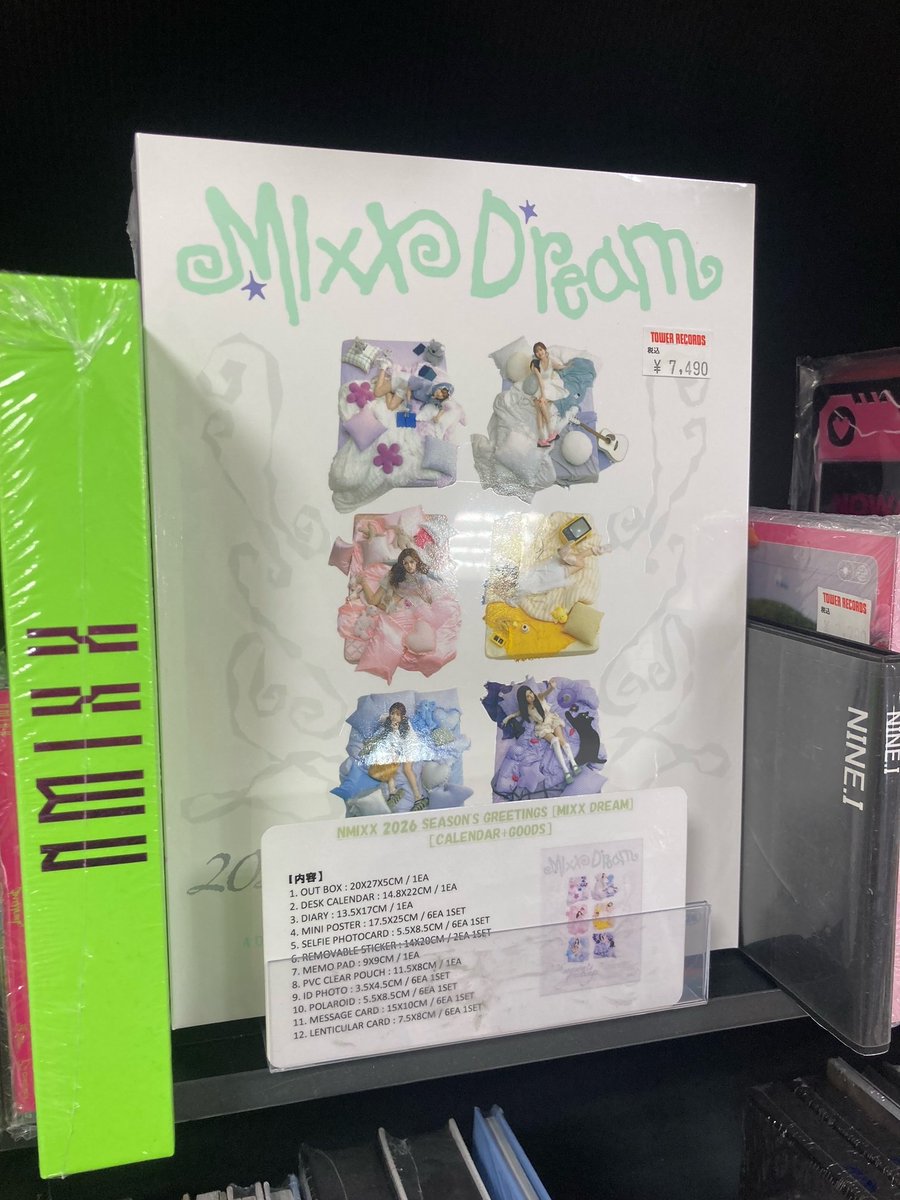 Mixx Dream
TOWER RECORDS
税込
¥ 7,490
NMIXX
NMIXX 2026 SEASON'S GREETINGS [MIXX DREAM]
[CALENDAR+GOODS]
【内容】
1. OUT BOX : 20X27X5CM / 1EA
2. DESK CALENDAR : 14.8X22CM / 1EA
3. DIARY : 13.5X17CM / 1EA
4. MINI POSTER : 17.5X25CM / 6EA 1SET
5. SELFIE PHOTOCARD : 5.5X8.5CM / 6EA 1SET
6. REMOVABLE STICKER : 14X20CM / 2EA 1SET
7. MEMO PAD : 9X9CM / 1EA
8. PVC CLEAR POUCH : 11.5X8CM / 1EA
9. ID PHOTO : 3.5X4.5CM / 6EA 1SET
10. POLAROID : 5.5X8.5CM / 6EA 1SET
11. MESSAGE CARD : 15X10CM / 6EA 1SET
12. LENTICULAR CARD : 7.5X8CM / 6EA 1SET
Mixx Dream
TOWER RECORDS
税込
NINE.I
NINE.I